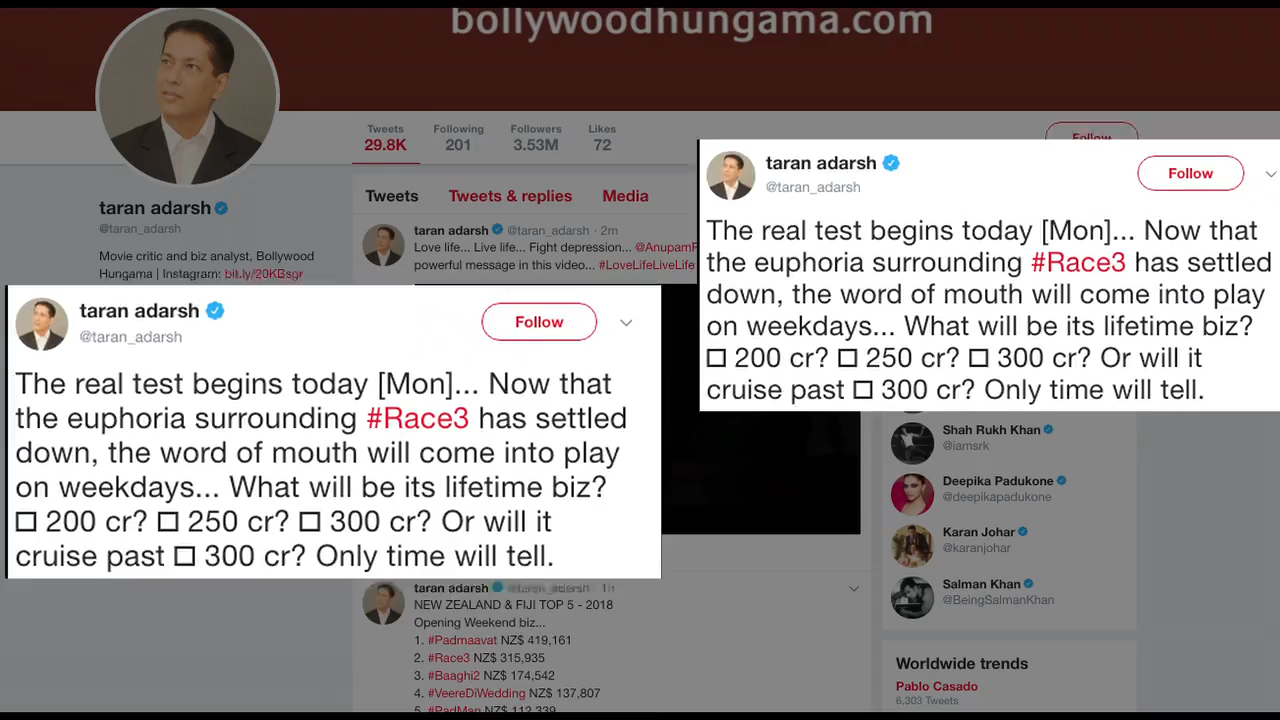 bollywoodhungama.com
Tweets
29.8K
Following
201
Followers
3.53M
Likes
72
Follow
taran adarsh
@taran_adarsh
Movie critic and biz analyst, Bollywood
Hungama | Instagram: bit.ly/20KBsgr
Tweets Tweets & replies Media
taran adarsh @taran_adarsh · 2m
Love life... Live life... Fight depression...
powerful message in this video... #LoveLifeLiveLife
taran adarsh
@taran_adarsh
Follow
The real test begins today [Mon]... Now that
the euphoria surrounding #Race3 has settled
down, the word of mouth will come into play
on weekdays... What will be its lifetime biz?
□ 200 cr? □ 250 cr? □ 300 cr? Or will it
cruise past □ 300 cr? Only time will tell.
taran adarsh
@taran_adarsh
Follow
The real test begins today [Mon]... Now that
the euphoria surrounding #Race3 has settled
down, the word of mouth will come into play
on weekdays... What will be its lifetime biz?
□ 200 cr? □ 250 cr? □ 300 cr? Or will it
cruise past □ 300 cr? Only time will tell.
taran adarsh @taran_adarsh
NEW ZEALAND & FIJI TOP 5 - 2018
Opening Weekend biz...
1. #Padmaavat NZ$ 419,161
2. #Race3 NZ$ 315,935
3. #Baaghi2 NZ$ 174,542
4. #VeereDiWedding NZ$ 137,807
5. #PadMan NZ$ 112,339
Shah Rukh Khan
@iamsrk
Deepika Padukone
@deepikapadukone
Karan Johar
@karanjohar
Salman Khan
@BeingSalmanKhan
Worldwide trends
Pablo Casado
6,303 Tweets